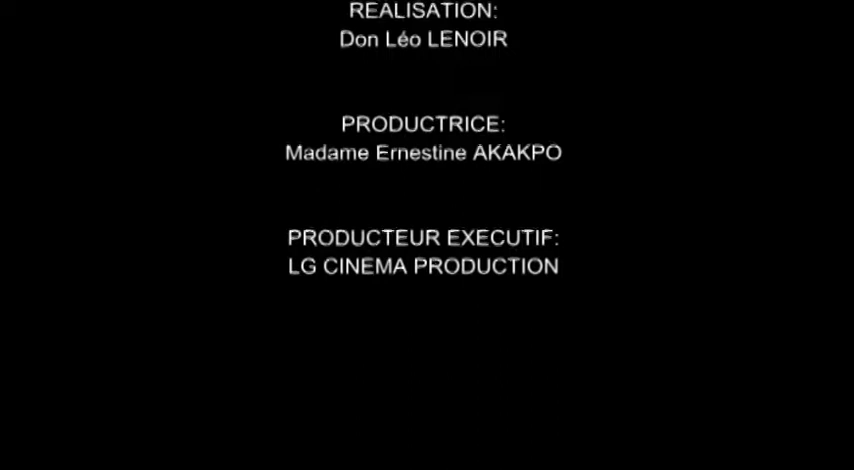 REALISATION:
Don Léo LENOIR
PRODUCTRICE:
Madame Ernestine AKAKPO
PRODUCTEUR EXECUTIF:
LG CINEMA PRODUCTION